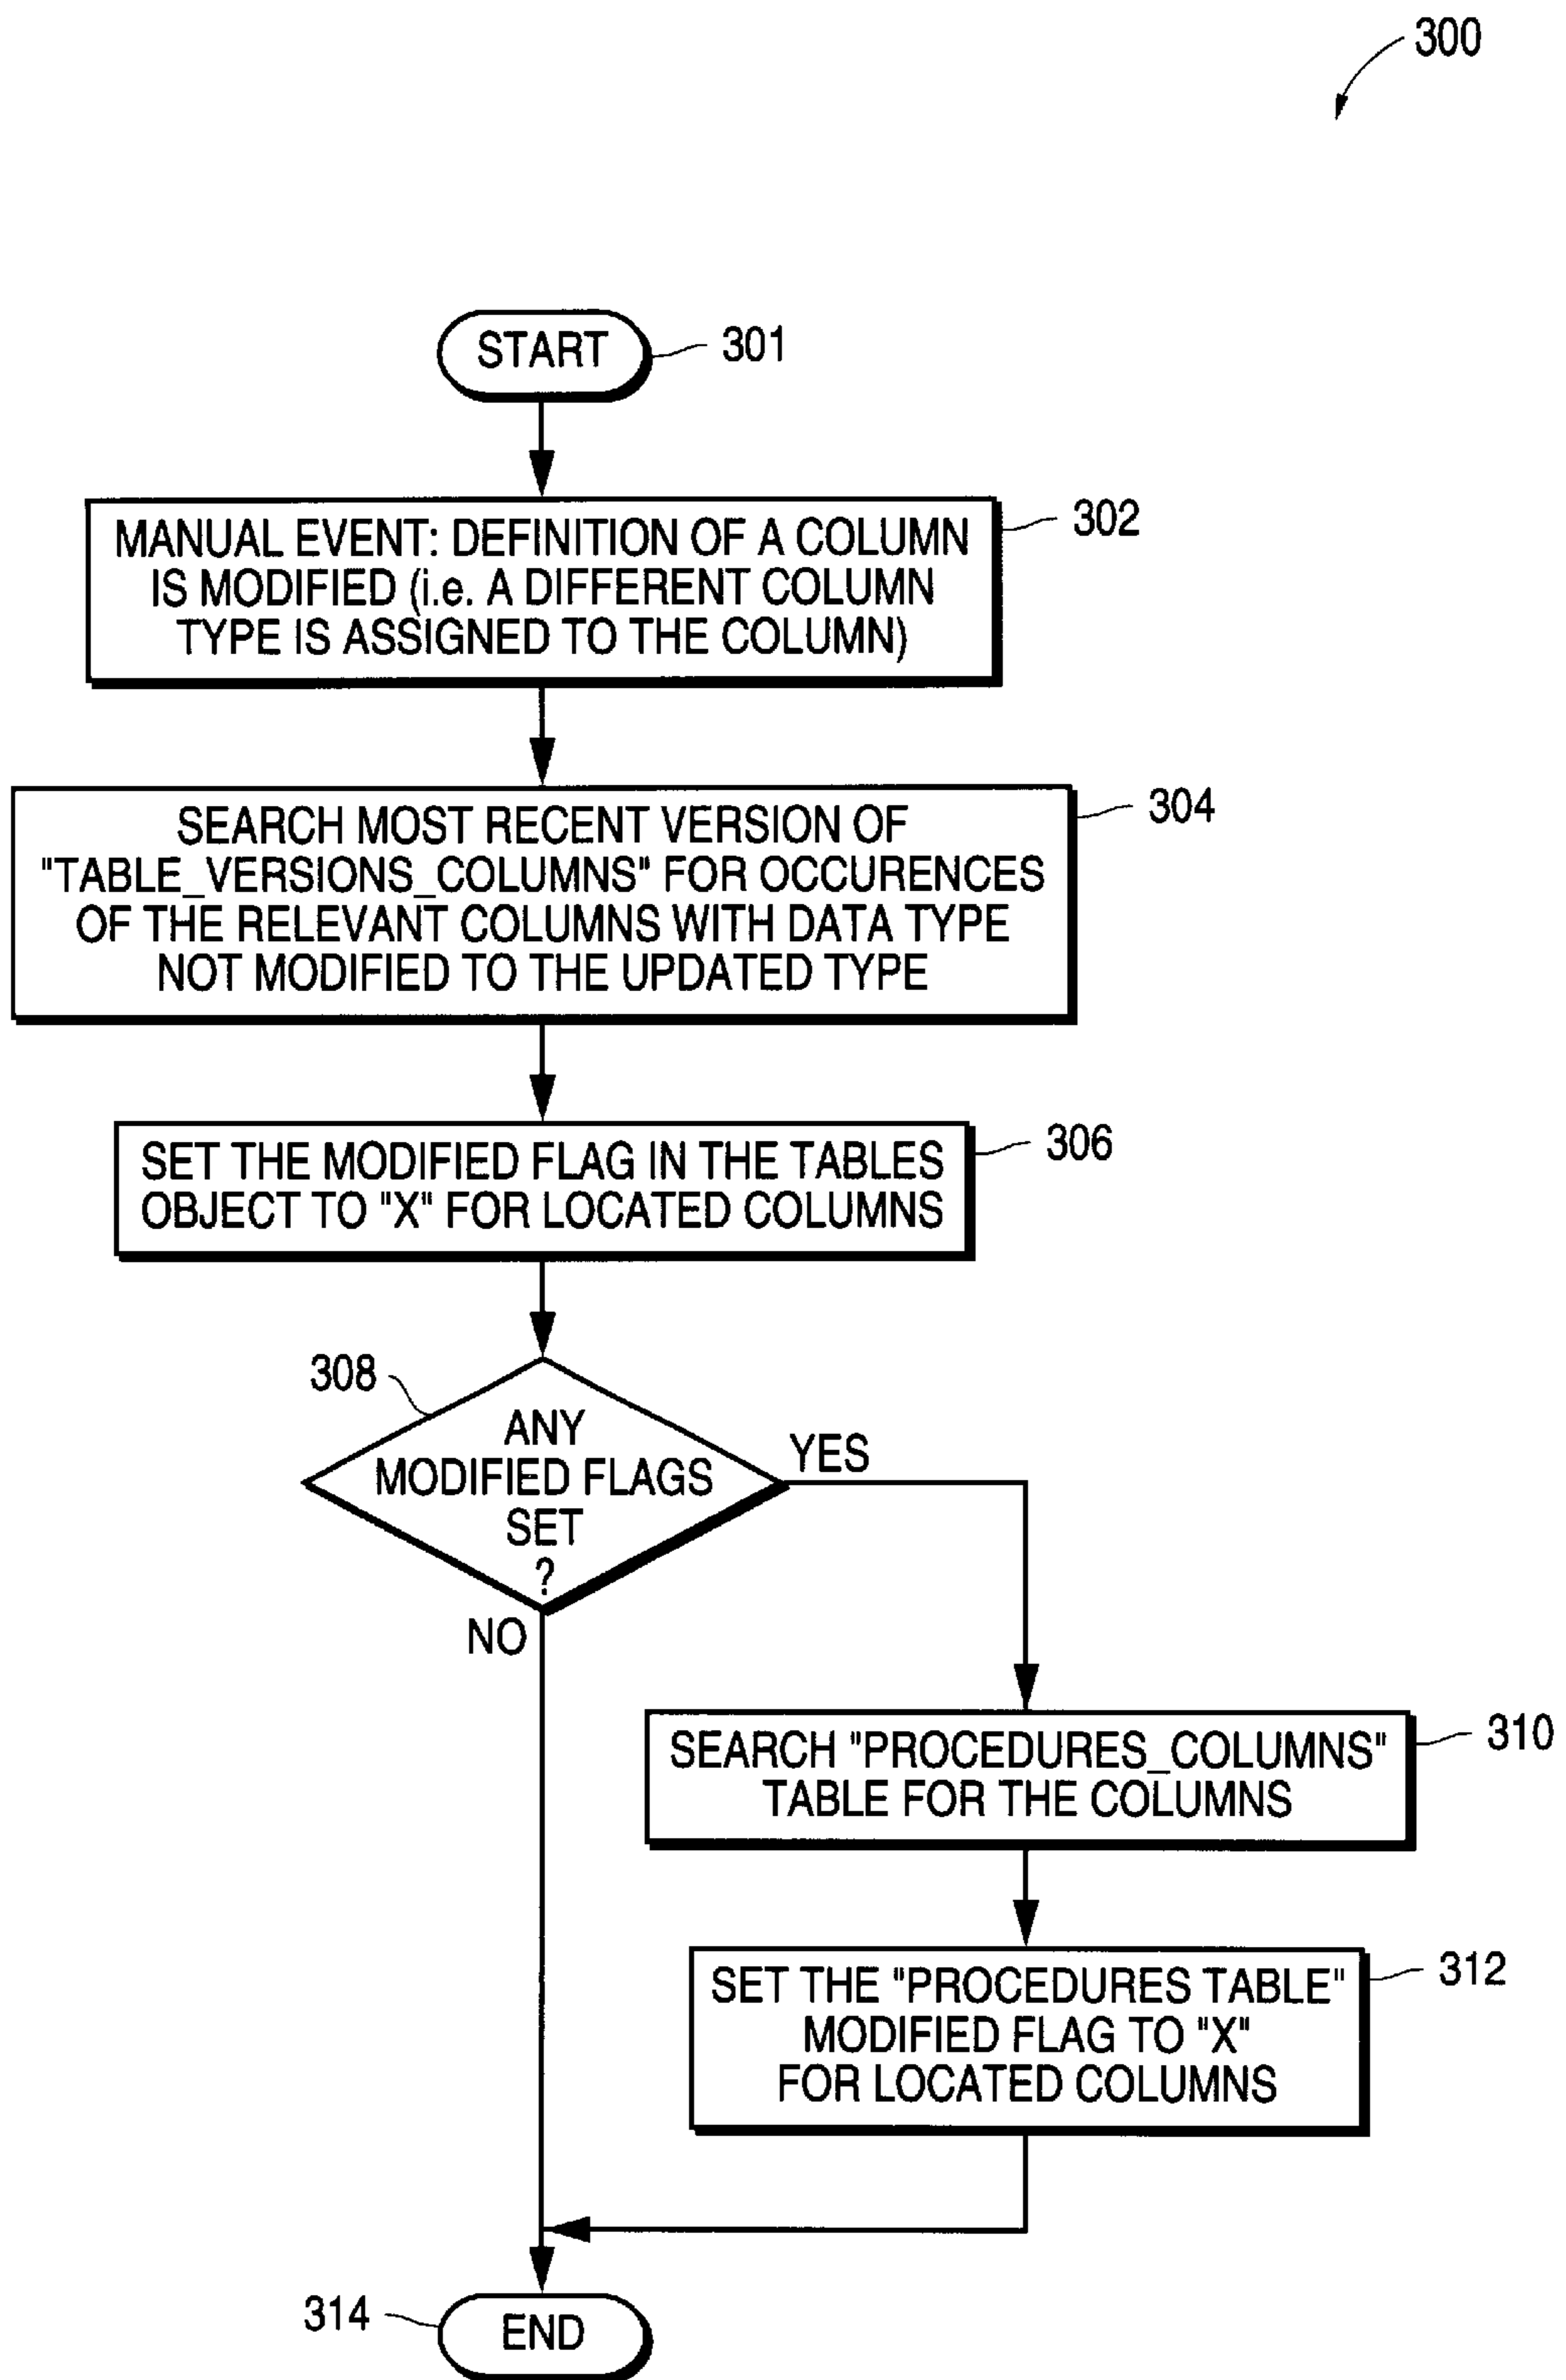 300
START
301
MANUAL EVENT: DEFINITION OF A COLUMN
IS MODIFIED (i.e. A DIFFERENT COLUMN
TYPE IS ASSIGNED TO THE COLUMN)
302
SEARCH MOST RECENT VERSION OF
"TABLE_VERSIONS_COLUMNS" FOR OCCURENCES
OF THE RELEVANT COLUMNS WITH DATA TYPE
NOT MODIFIED TO THE UPDATED TYPE
304
SET THE MODIFIED FLAG IN THE TABLES
OBJECT TO "X" FOR LOCATED COLUMNS
306
308
ANY
MODIFIED FLAGS
SET
?
YES
NO
SEARCH "PROCEDURES_COLUMNS"
TABLE FOR THE COLUMNS
310
SET THE "PROCEDURES TABLE"
MODIFIED FLAG TO "X"
FOR LOCATED COLUMNS
312
314
END